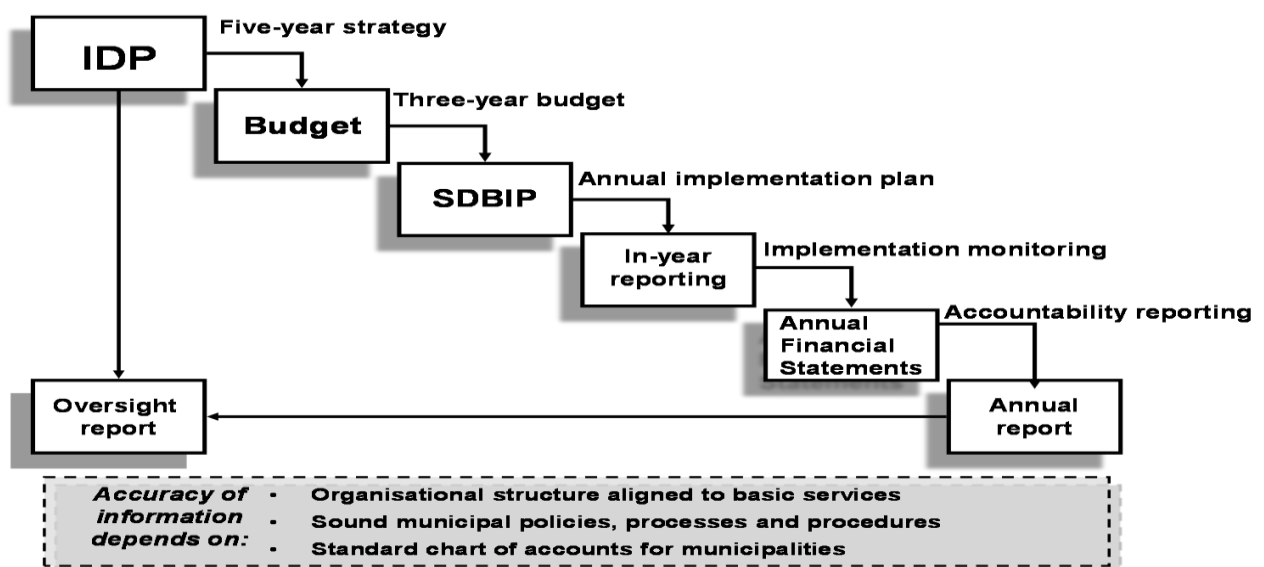 IDP
Five-year strategy
Budget
Three-year budget
SDBIP
Annual implementation plan
In-year
reporting
Implementation monitoring
Annual
Financial
Statements
Accountability reporting
Annual
report
Oversight
report
Accuracy of
information
depends on:
• Organisational structure aligned to basic services
• Sound municipal policies, processes and procedures
• Standard chart of accounts for municipalities